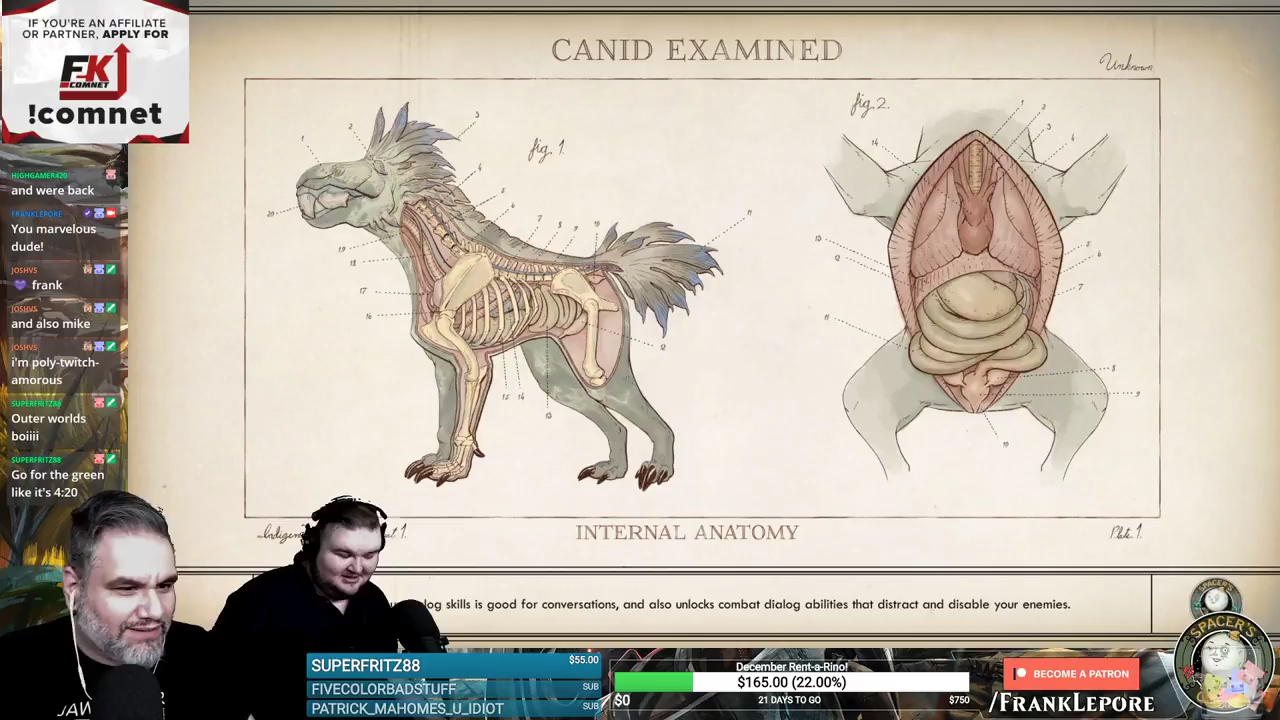 IF YOU'RE AN AFFILIATE
OR PARTNER, APPLY FOR
F2K
COMNET
!comnet
HIGHGAMER420
and were back
FRANKLEPORE
You marvelous
dude!
JOSHVS
frank
JOSHVS
and also mike
JOSHVS
i'm poly-twitch-
amorous
SUPERFRITZ88
Outer worlds
boiiii
SUPERFRITZ88
Go for the green
like it's 4:20
CANID EXAMINED
Unknown
fig. 1.
fig. 2.
INTERNAL ANATOMY
Plate 1.
skills is good for conversations, and also unlocks combat dialog abilities that distract and disable your enemies.
SUPERFRITZ88 $55.00
FIVECOLORBADSTUFF SUB
PATRICK_MAHOMES_U_IDIOT SUB
December Rent-a-Rino!
$165.00 (22.00%)
$0 21 DAYS TO GO $750
BECOME A PATRON
/FRANKLEPORE
SPACER'S
SPACER'S